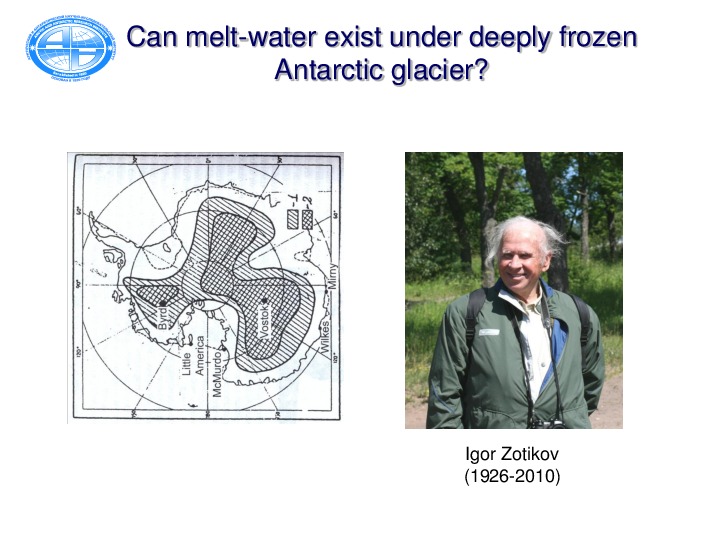 Can melt-water exist under deeply frozen
Antarctic glacier?
-1
-2
Byrd
Vostok
Mirny
Wilkes
Little
America
McMurdo
Igor Zotikov
(1926-2010)